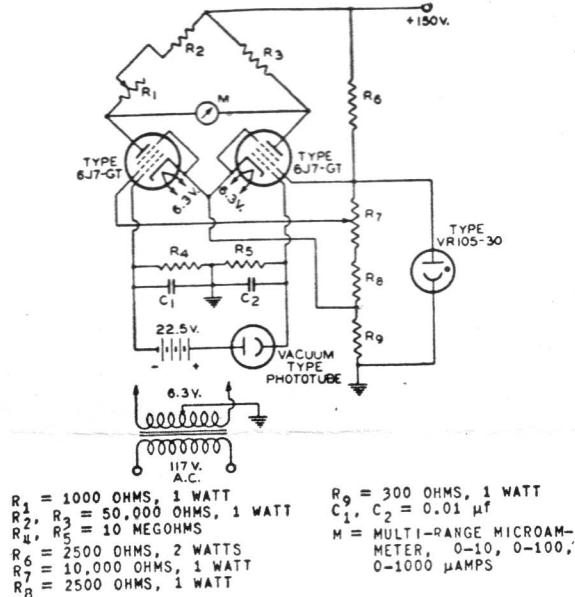 +150V.
R2
R3
R1
M
R6
TYPE
6J7-GT
TYPE
6J7-GT
6.3 V.
6.3 V.
R7
TYPE
VR105-30
R4
R5
R8
C1
C2
22.5V.
- +
R9
VACUUM
TYPE
PHOTOTUBE
6.3 V.
117 V.
A.C.
R1 = 1000 OHMS, 1 WATT
R2, R3 = 50,000 OHMS, 1 WATT
R4, R5 = 10 MEGOHMS
R6 = 2500 OHMS, 2 WATTS
R7 = 10,000 OHMS, 1 WATT
R8 = 2500 OHMS, 1 WATT
R9 = 300 OHMS, 1 WATT
C1, C2 = 0.01 µf
M = MULTI-RANGE MICROAM-
METER, 0-10, 0-100,
0-1000 µAMPS